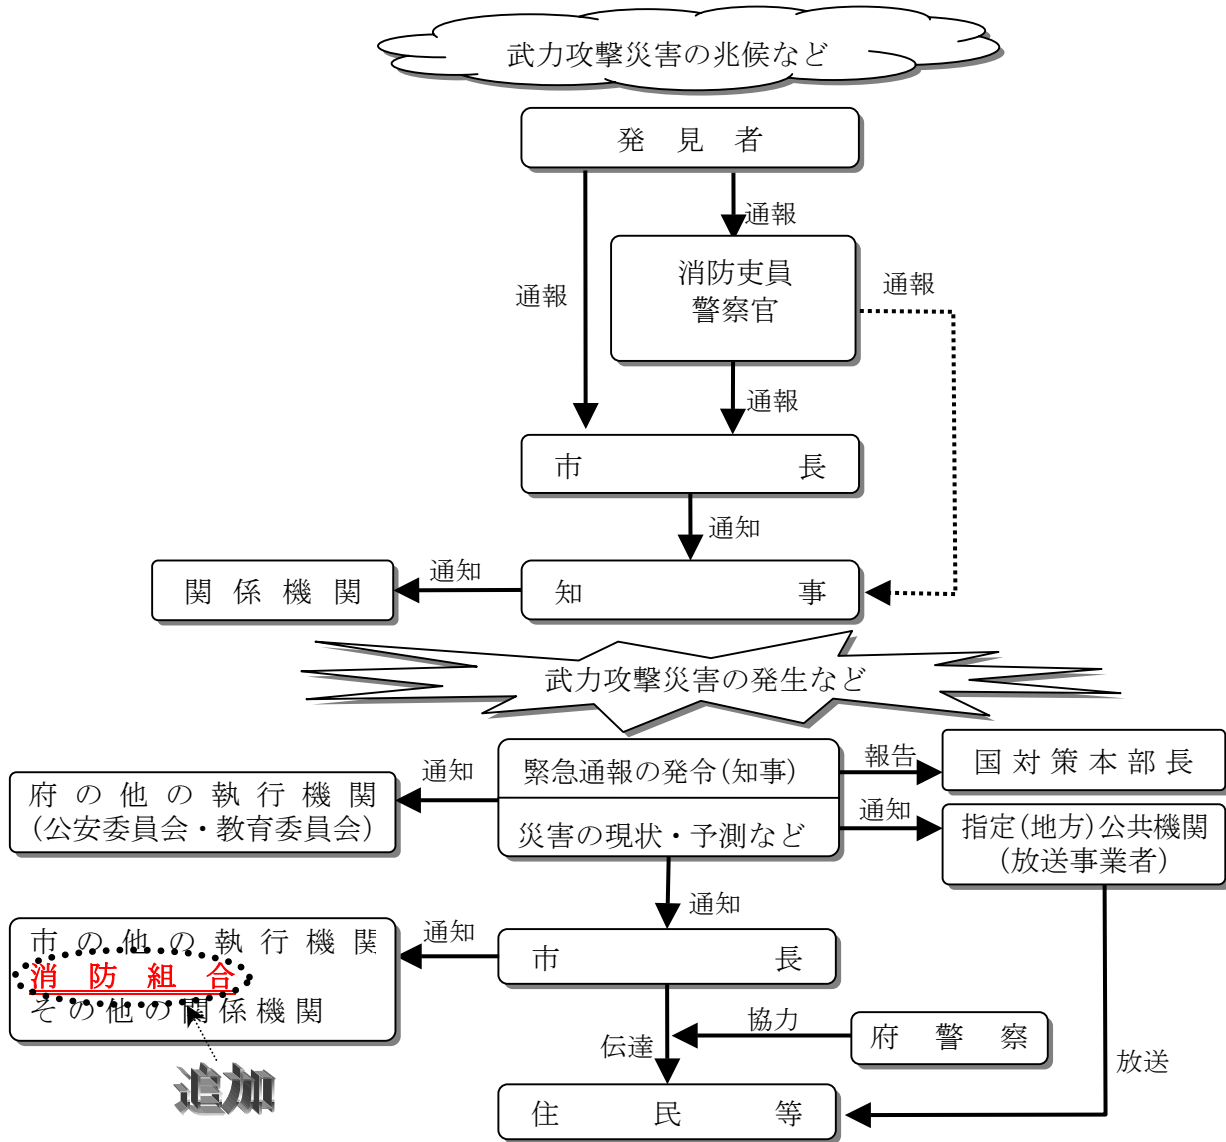 武力攻撃災害の兆候など
発見者
通報
消防吏員
警察官
通報
通報
通報
市長
通知
関係機関
通知
知事
武力攻撃災害の発生など
緊急通報の発令(知事)
災害の現状・予測など
報告
国対策本部長
通知
府の他の執行機関
(公安委員会・教育委員会)
通知
指定(地方)公共機関
(放送事業者)
通知
市の他の執行機関
消防組合
その他の関係機関
通知
市長
追加
協力
府警察
伝達
放送
住民等